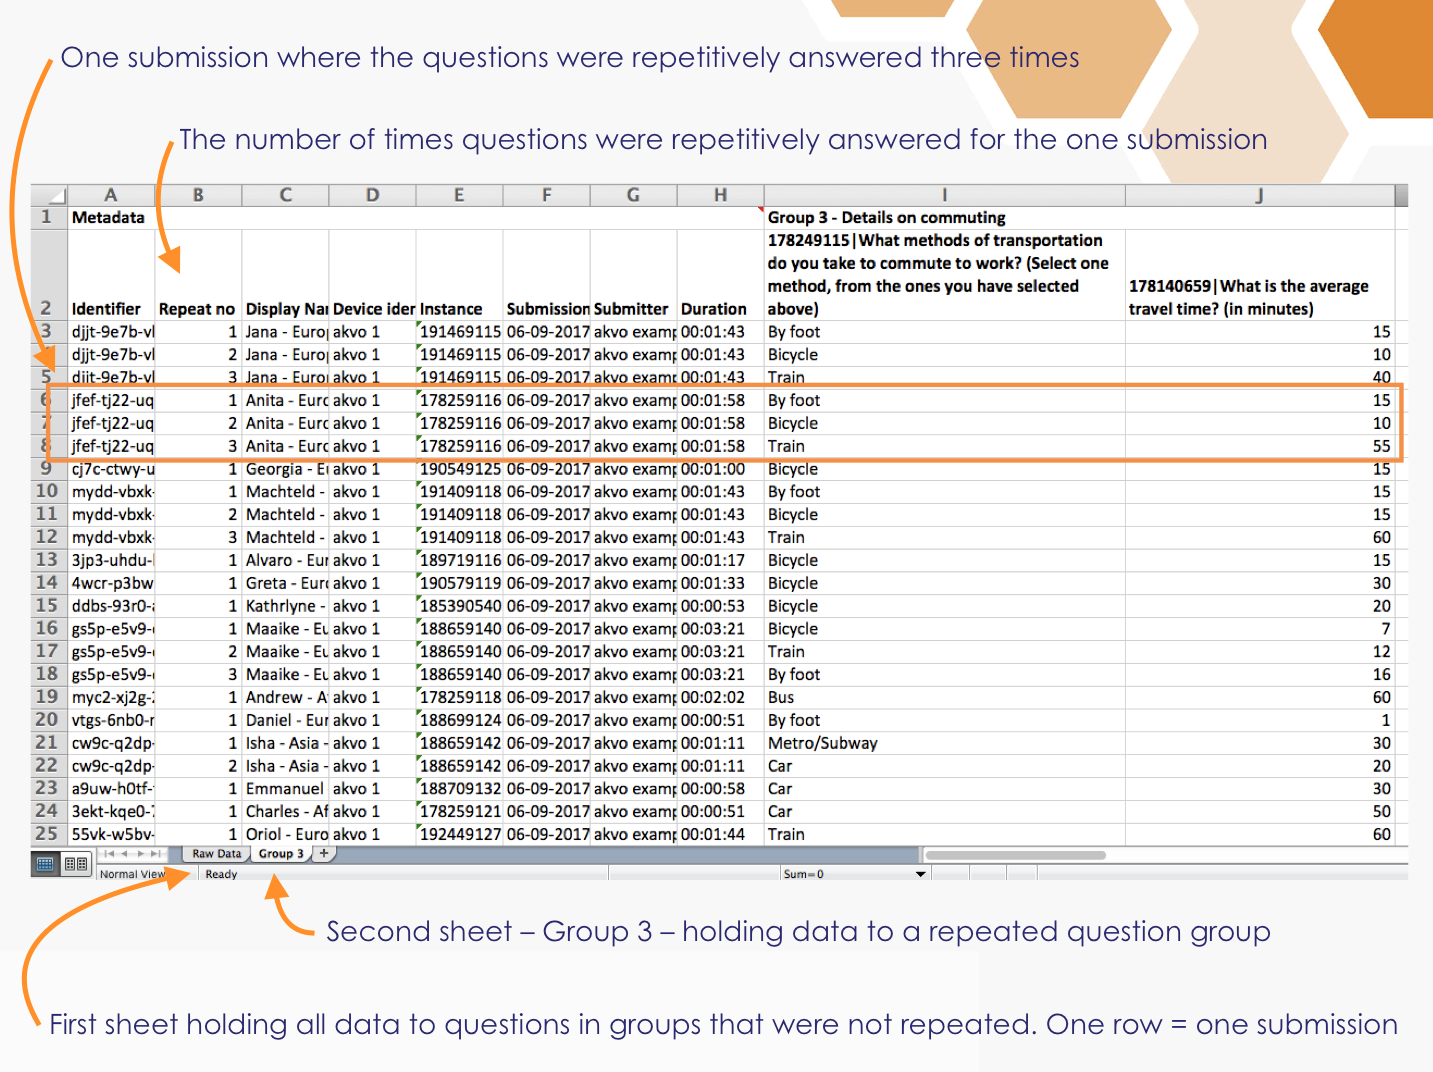 One submission where the questions were repetitively answered three times
The number of times questions were repetitively answered for the one submission
A B C D E F G H I J
1 Metadata Group 3 - Details on commuting
178249115|What methods of transportation
do you take to commute to work? (Select one
method, from the ones you have selected 178140659|What is the average
2 Identifier Repeat no Display Nar Device ider Instance Submission Submitter Duration above) travel time? (in minutes)
3 djjt-9e7b-vl 1 Jana - Euro akvo 1 191469115 06-09-2017 akvo examp 00:01:43 By foot 15
djjt-9e7b-vl 2 Jana - Euro akvo 1 191469115 06-09-2017 akvo examp 00:01:43 Bicycle 10
5 djjt-9e7b-vl 3 Jana - Euro akvo 1 191469115 06-09-2017 akvo examp 00:01:43 Train 40
6 jfef-tj22-uq 1 Anita - Euro akvo 1 178259116 06-09-2017 akvo examp 00:01:58 By foot 15
7 jfef-tj22-uq 2 Anita - Euro akvo 1 178259116 06-09-2017 akvo examp 00:01:58 Bicycle 10
8 jfef-tj22-uq 3 Anita - Euro akvo 1 178259116 06-09-2017 akvo examp 00:01:58 Train 55
9 cj7c-ctwy-u 1 Georgia - Eu akvo 1 190549125 06-09-2017 akvo examp 00:01:00 Bicycle 15
10 mydd-vbxk- 1 Machteld - akvo 1 191409118 06-09-2017 akvo examp 00:01:43 By foot 15
11 mydd-vbxk- 2 Machteld - akvo 1 191409118 06-09-2017 akvo examp 00:01:43 Bicycle 15
12 mydd-vbxk- 3 Machteld - akvo 1 191409118 06-09-2017 akvo examp 00:01:43 Train 60
13 3jp3-uhdu- 1 Alvaro - Eur akvo 1 189719116 06-09-2017 akvo examp 00:01:17 Bicycle 15
14 4wcr-p3bw 1 Greta - Euro akvo 1 190579119 06-09-2017 akvo examp 00:01:33 Bicycle 30
15 ddbs-93r0- 1 Kathrlyne - akvo 1 185390540 06-09-2017 akvo examp 00:00:53 Bicycle 20
16 gs5p-e5v9- 1 Maaike - Eu akvo 1 188659140 06-09-2017 akvo examp 00:03:21 Bicycle 7
17 gs5p-e5v9- 2 Maaike - Eu akvo 1 188659140 06-09-2017 akvo examp 00:03:21 Train 12
18 gs5p-e5v9- 3 Maaike - Eu akvo 1 188659140 06-09-2017 akvo examp 00:03:21 By foot 16
19 myc2-xj2g- 1 Andrew - A akvo 1 178259118 06-09-2017 akvo examp 00:02:02 Bus 60
20 vtgs-6nb0-r 1 Daniel - Eur akvo 1 188699124 06-09-2017 akvo examp 00:00:51 By foot 1
21 cw9c-q2dp- 1 Isha - Asia - akvo 1 188659142 06-09-2017 akvo examp 00:01:11 Metro/Subway 30
22 cw9c-q2dp- 2 Isha - Asia - akvo 1 188659142 06-09-2017 akvo examp 00:01:11 Car 20
23 a9uw-h0tf- 1 Emmanuel akvo 1 188709132 06-09-2017 akvo examp 00:00:58 Car 30
24 3ekt-kqe0- 1 Charles - Af akvo 1 178259121 06-09-2017 akvo examp 00:00:51 Car 50
25 55vk-w5bv- 1 Oriol - Euro akvo 1 192449127 06-09-2017 akvo examp 00:01:44 Train 60
Raw Data Group 3 +
Normal View Ready Sum=0
Second sheet – Group 3 – holding data to a repeated question group
First sheet holding all data to questions in groups that were not repeated. One row = one submission